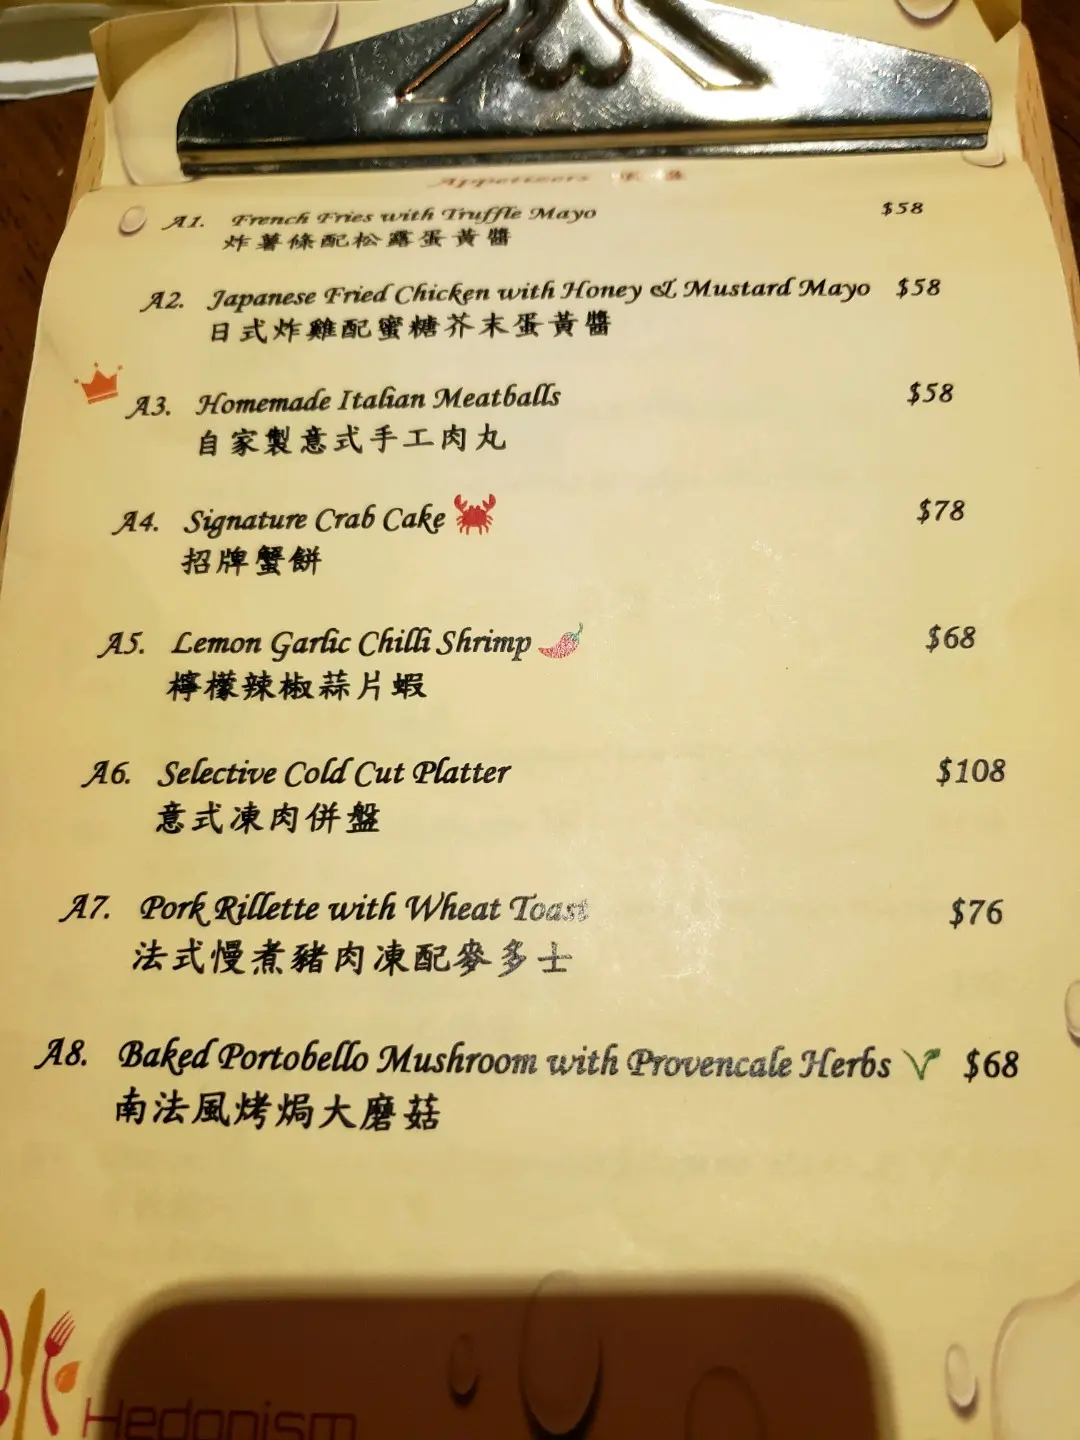 Appetizers
A1. French Fries with Truffle Mayo $58
炸薯條配松露蛋黃醬
A2. Japanese Fried Chicken with Honey & Mustard Mayo $58
日式炸雞配蜜糖芥末蛋黃醬
A3. Homemade Italian Meatballs $58
自家製意式手工肉丸
A4. Signature Crab Cake $78
招牌蟹餅
A5. Lemon Garlic Chilli Shrimp $68
檸檬辣椒蒜片蝦
A6. Selective Cold Cut Platter $108
意式凍肉併盤
A7. Pork Rillette with Wheat Toast $76
法式慢煮豬肉凍配麥多士
A8. Baked Portobello Mushroom with Provencale Herbs $68
南法風烤焗大磨菇
Hedonism